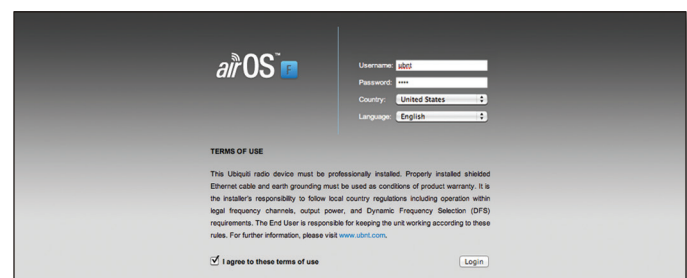 airOS™ F
Username: ubnt
Password: ••••
Country: United States
Language: English
TERMS OF USE
This Ubiquiti radio device must be professionally installed. Properly installed shielded
Ethernet cable and earth grounding must be used as conditions of product warranty. It is
the installer's responsibility to follow local country regulations including operation within
legal frequency channels, output power, and Dynamic Frequency Selection (DFS)
requirements. The End User is responsible for keeping the unit working according to these
rules. For further information, please visit www.ubnt.com.
I agree to these terms of use
Login